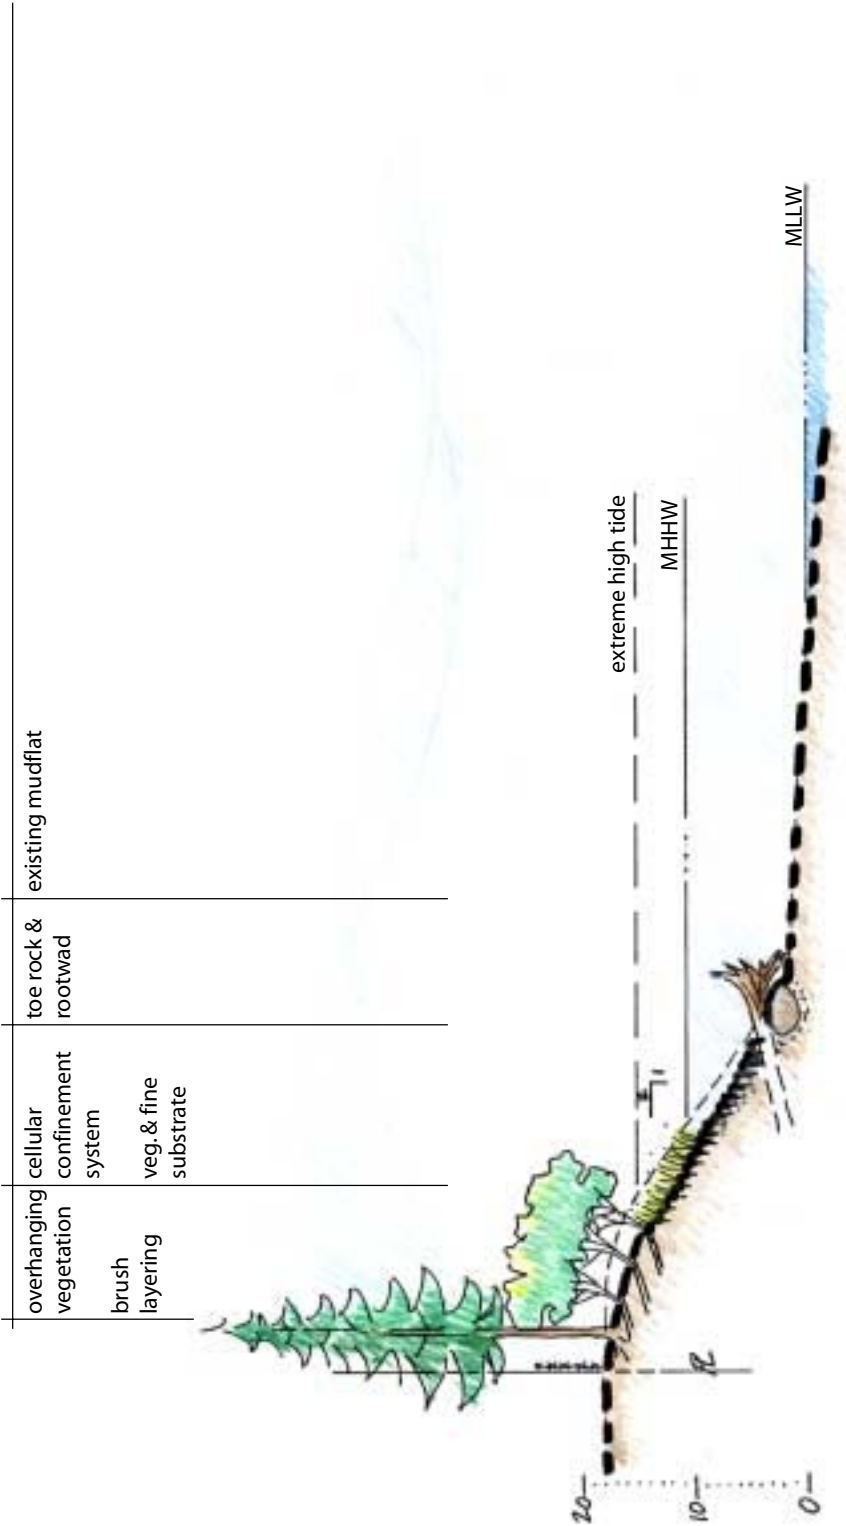 overhanging
vegetation
brush
layering
cellular
confinement
system
veg. & fine
substrate
toe rock &
rootwad
existing mudflat
extreme high tide
MHHW
MLLW
20
10
0